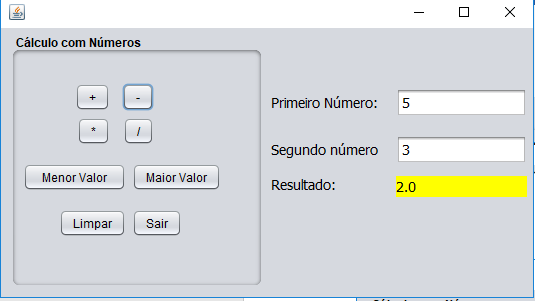 Cálculo com Números
+ -
* /
Menor Valor Maior Valor
Limpar Sair
Primeiro Número: 5
Segundo número 3
Resultado: 2.0